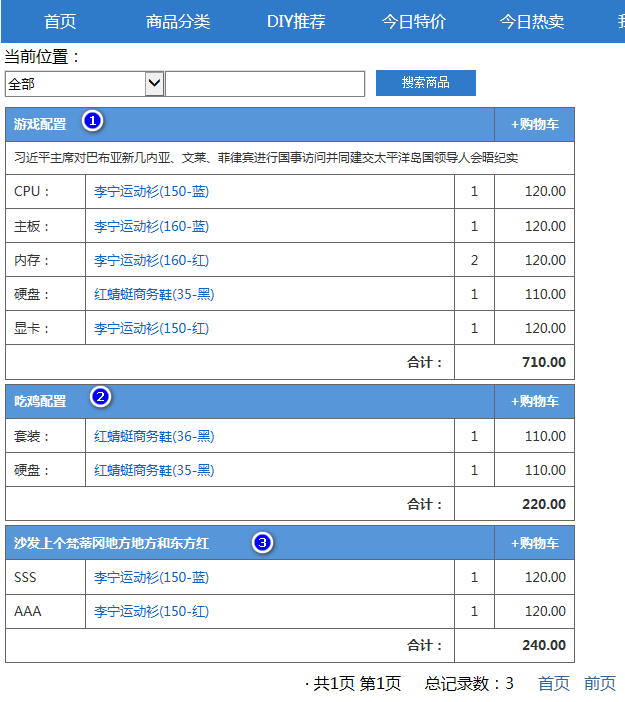 首页 商品分类 DIY推荐 今日特价 今日热卖
当前位置：
全部 搜索商品
游戏配置 1 +购物车
习近平主席对巴布亚新几内亚、文莱、菲律宾进行国事访问并同建交太平洋岛国领导人会晤纪实
CPU： 李宁运动衫(150-蓝) 1 120.00
主板： 李宁运动衫(160-蓝) 1 120.00
内存： 李宁运动衫(160-红) 2 120.00
硬盘： 红蜻蜓商务鞋(35-黑) 1 110.00
显卡： 李宁运动衫(150-红) 1 120.00
合计： 710.00
吃鸡配置 2 +购物车
套装： 红蜻蜓商务鞋(36-黑) 1 110.00
硬盘： 红蜻蜓商务鞋(35-黑) 1 110.00
合计： 220.00
沙发上个梵蒂冈地方地方和东方红 3 +购物车
SSS 李宁运动衫(150-蓝) 1 120.00
AAA 李宁运动衫(150-红) 1 120.00
合计： 240.00
· 共1页 第1页 总记录数：3 首页 前页